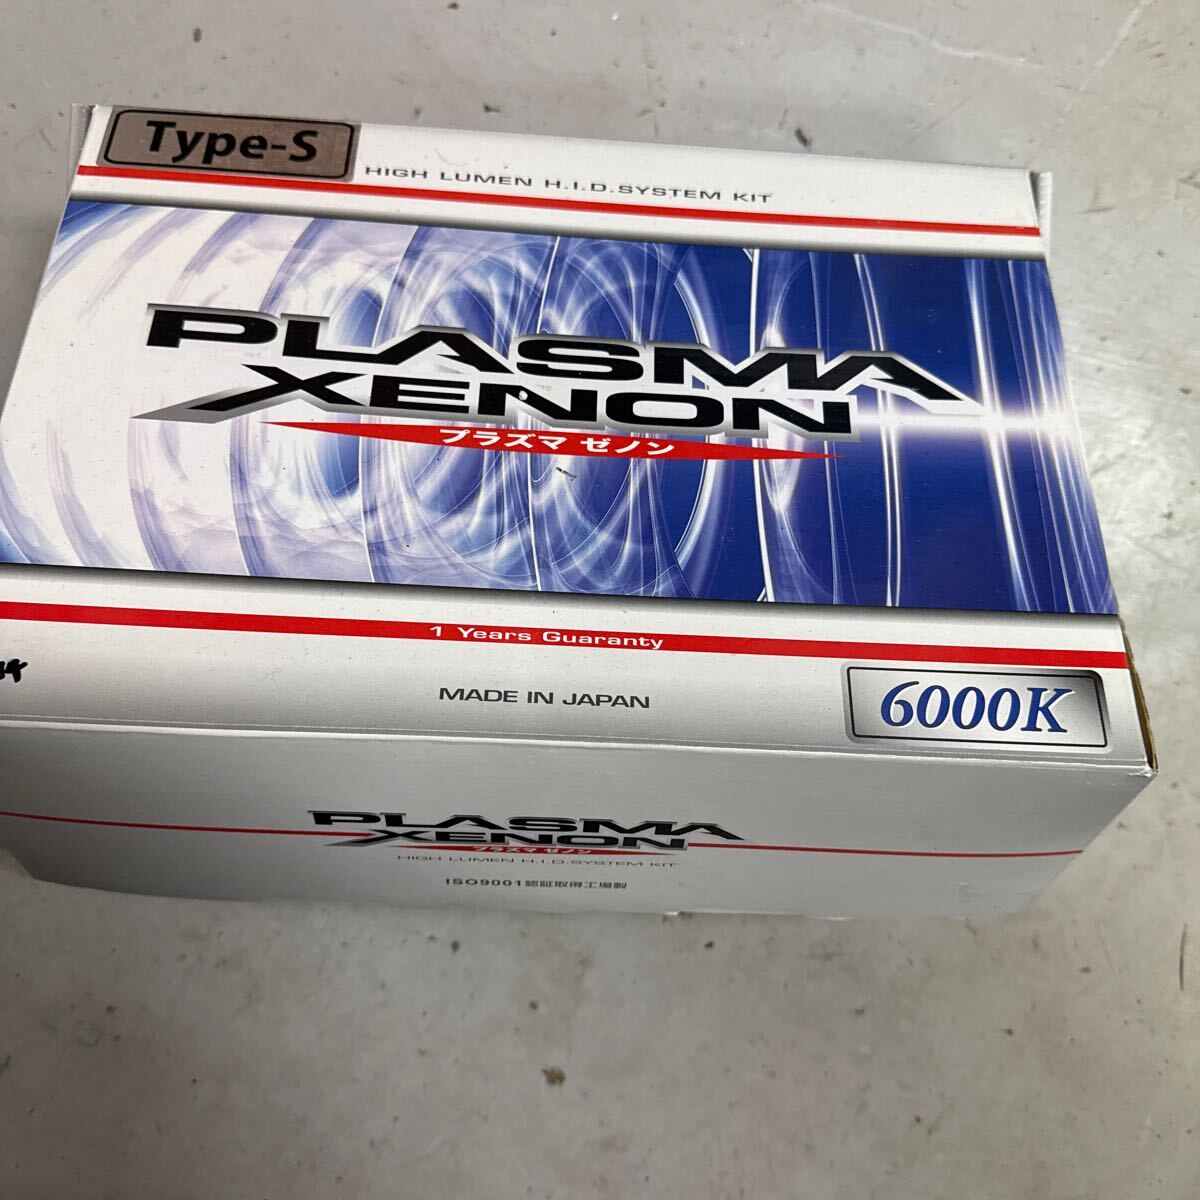 Type-S
HIGH LUMEN H.I.D.SYSTEM KIT
PLASMA
XENON
プラズマ ゼノン
1 Years Guaranty
MADE IN JAPAN
6000K
PLASMA
XENON
プラズマ ゼノン
HIGH LUMEN H.I.D.SYSTEM KIT
ISO9001認証取得工場製